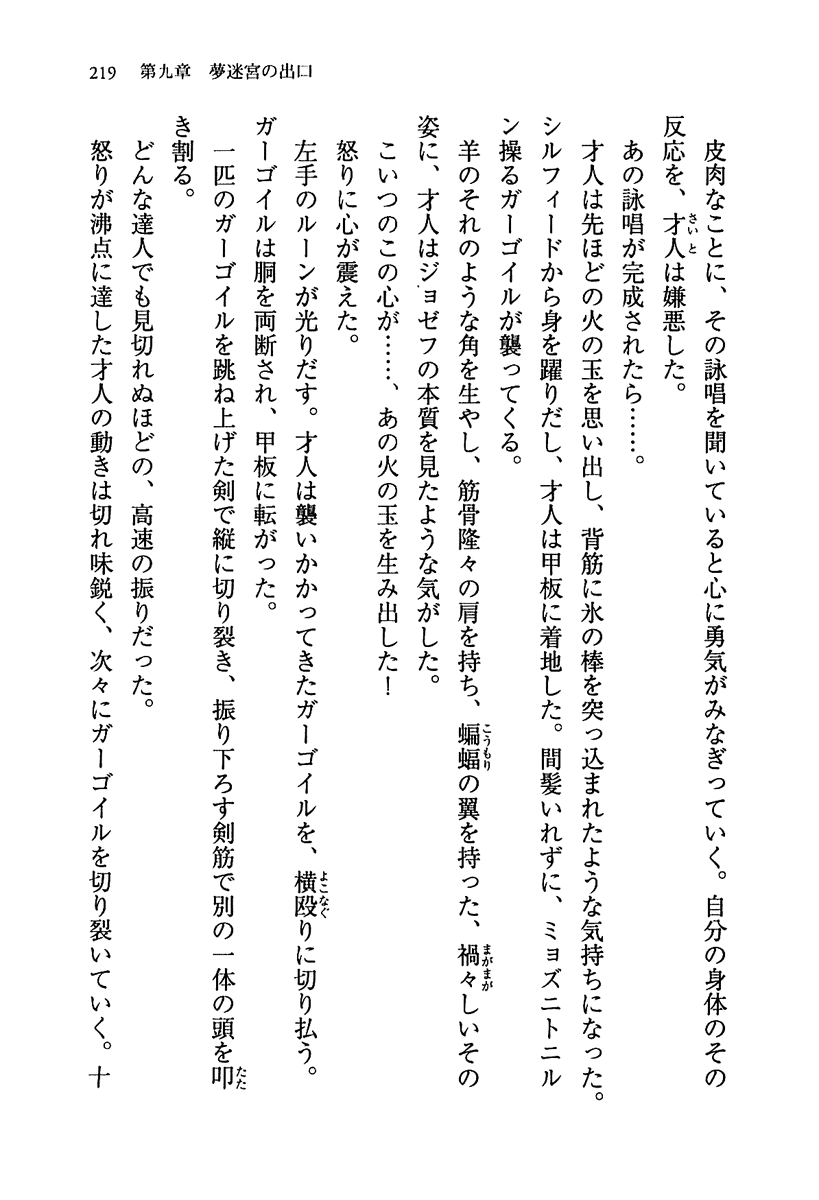 219　第九章　夢迷宮の出口
皮肉なことに、その詠唱を聞いていると心に勇気がみなぎっていく。自分の身体のその
反応を、才人は嫌悪した。
あの詠唱が完成されたら……。
才人は先ほどの火の玉を思い出し、背筋に氷の棒を突っ込まれたような気持ちになった。
シルフィードから身を躍りだし、才人は甲板に着地した。間髪いれずに、ミョズニトニル
ン操るガーゴイルが襲ってくる。
羊のそれのような角を生やし、筋骨隆々の肩を持ち、蝙蝠の翼を持った、禍々しいその
姿に、才人はジョゼフの本質を見たような気がした。
こいつのこの心が……、あの火の玉を生み出した！
怒りに心が震えた。
左手のルーンが光りだす。才人は襲いかかってきたガーゴイルを、横殴りに切り払う。
ガーゴイルは胴を両断され、甲板に転がった。
一匹のガーゴイルを跳ね上げた剣で縦に切り裂き、振り下ろす剣筋で別の一体の頭を叩
き割る。
どんな達人でも見切れぬほどの、高速の振りだった。
怒りが沸点に達した才人の動きは切れ味鋭く、次々にガーゴイルを切り裂いていく。十